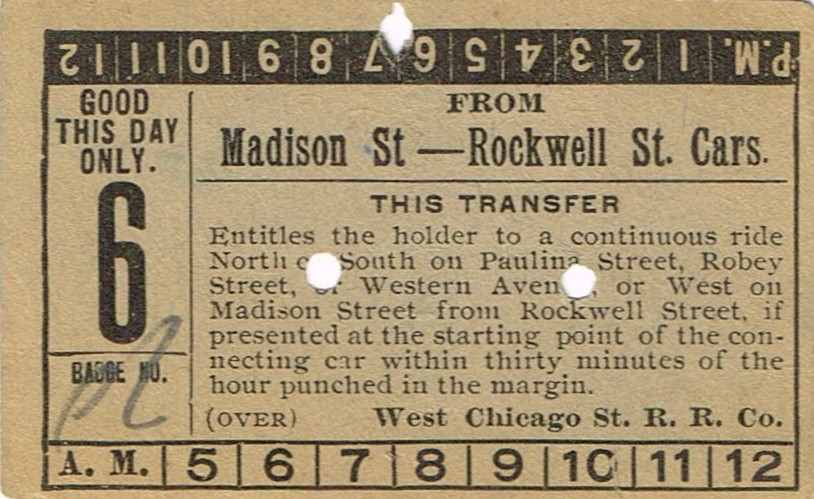 P.M. 1 2 3 4 5 6 7 8 9 10 11 12
GOOD
THIS DAY
ONLY.
6
BADGE NO.
FROM
Madison St — Rockwell St. Cars.
THIS TRANSFER
Entitles the holder to a continuous ride
North or South on Paulina Street, Robey
Street, or Western Avenue, or West on
Madison Street from Rockwell Street, if
presented at the starting point of the con-
necting car within thirty minutes of the
hour punched in the margin.
(OVER) West Chicago St. R. R. Co.
A. M. 5 6 7 8 9 10 11 12